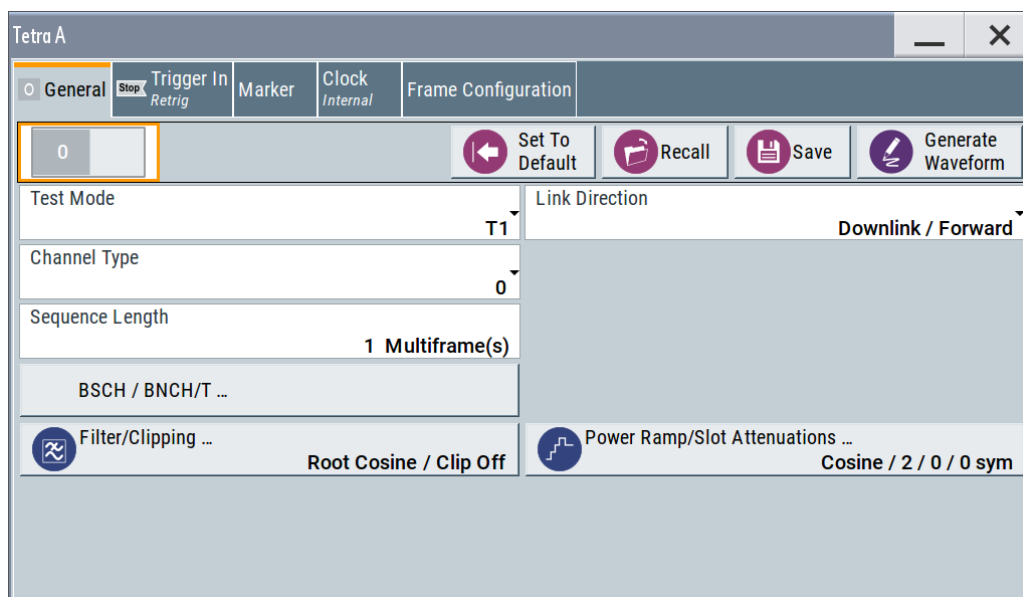 Tetra A
0 General
Stop Trigger In
Retrig
Marker
Clock
Internal
Frame Configuration
0
Set To
Default
Recall
Save
Generate
Waveform
Test Mode
T1
Link Direction
Downlink / Forward
Channel Type
0
Sequence Length
1 Multiframe(s)
BSCH / BNCH/T ...
Filter/Clipping ...
Root Cosine / Clip Off
Power Ramp/Slot Attenuations ...
Cosine / 2 / 0 / 0 sym